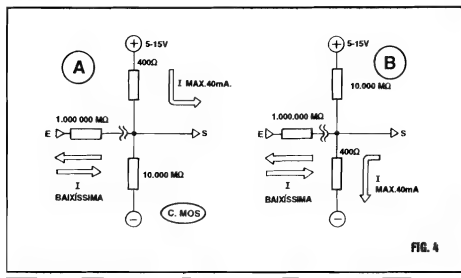 A
5-15V
400Ω
I MAX.40mA.
1.000 000 MΩ
E
S
10.000 MΩ
I
BAIXÍSSIMA
C. MOS
B
5-15V
10.000 MΩ
1.000.000 MΩ
E
S
400Ω
I
MAX.40mA
I
BAIXÍSSIMA
FIG. 4